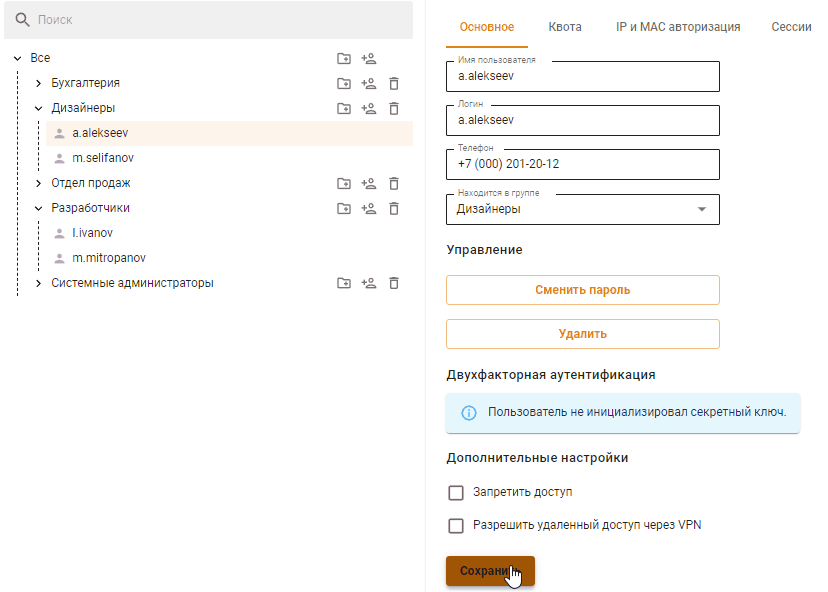 Поиск
Все
Бухгалтерия
Дизайнеры
a.alekseev
m.selifanov
Отдел продаж
Разработчики
l.ivanov
m.mitropanov
Системные администраторы
Основное Квота IP и MAC авторизация Сессии
Имя пользователя
a.alekseev
Логин
a.alekseev
Телефон
+7 (000) 201-20-12
Находится в группе
Дизайнеры
Управление
Сменить пароль
Удалить
Двухфакторная аутентификация
Пользователь не инициализировал секретный ключ.
Дополнительные настройки
Запретить доступ
Разрешить удаленный доступ через VPN
Сохранить